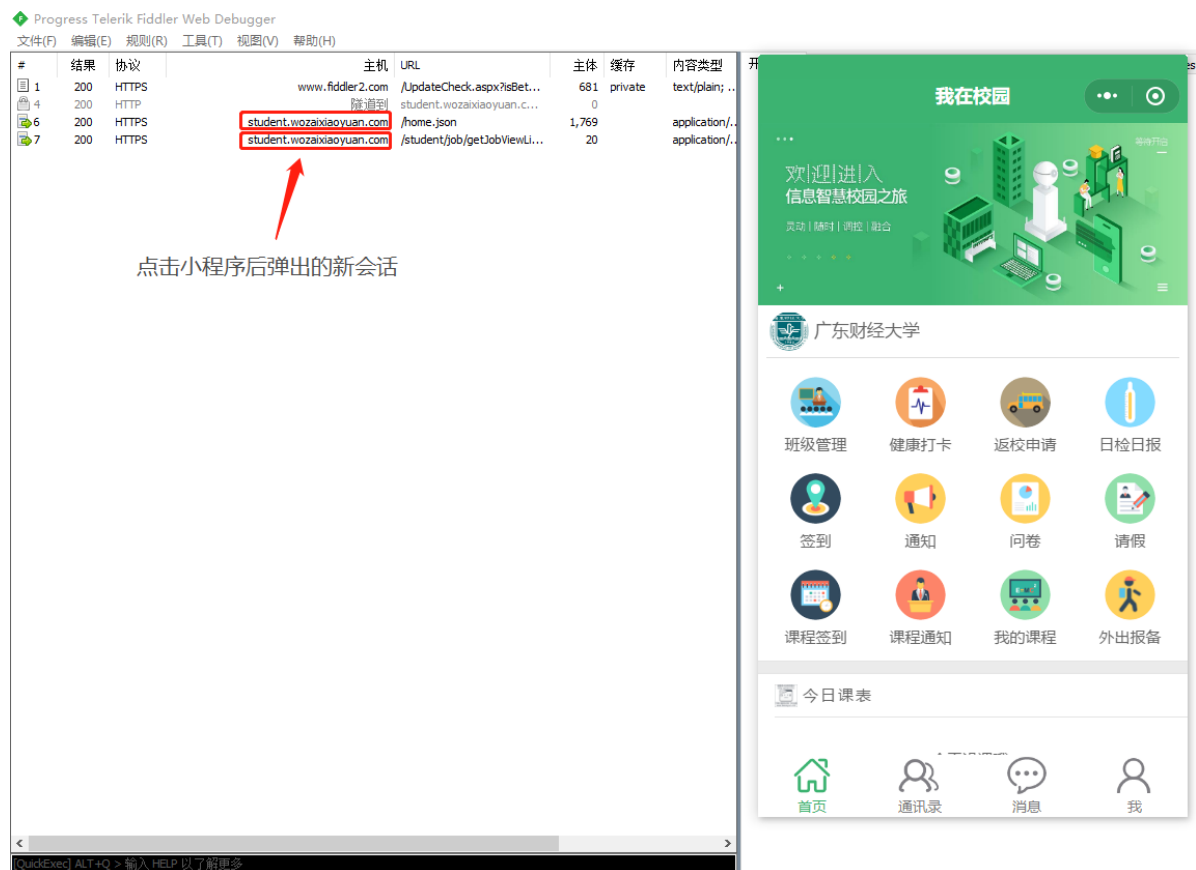 Progress Telerik Fiddler Web Debugger
文件(F) 编辑(E) 规则(R) 工具(T) 视图(V) 帮助(H)
# 结果 协议 主机 URL 主体 缓存 内容类型
1 200 HTTPS www.fiddler2.com /UpdateCheck.aspx?isBet... 681 private text/plain; ..
4 200 HTTP 隧道到 student.wozaixiaoyuan.c... 0
6 200 HTTPS student.wozaixiaoyuan.com /home.json 1,769 application/..
7 200 HTTPS student.wozaixiaoyuan.com /student/job/getJobViewLi... 20 application/..
点击小程序后弹出的新会话
[QuickExec] ALT+Q > 输入 HELP 以了解更多
开
es
我在校园
欢|迎|进|入
信息智慧校园之旅
灵动 | 随时 | 调控 | 融合
广东财经大学
班级管理 健康打卡 返校申请 日检日报
签到 通知 问卷 请假
课程签到 课程通知 我的课程 外出报备
今日课表
首页 通讯录 消息 我